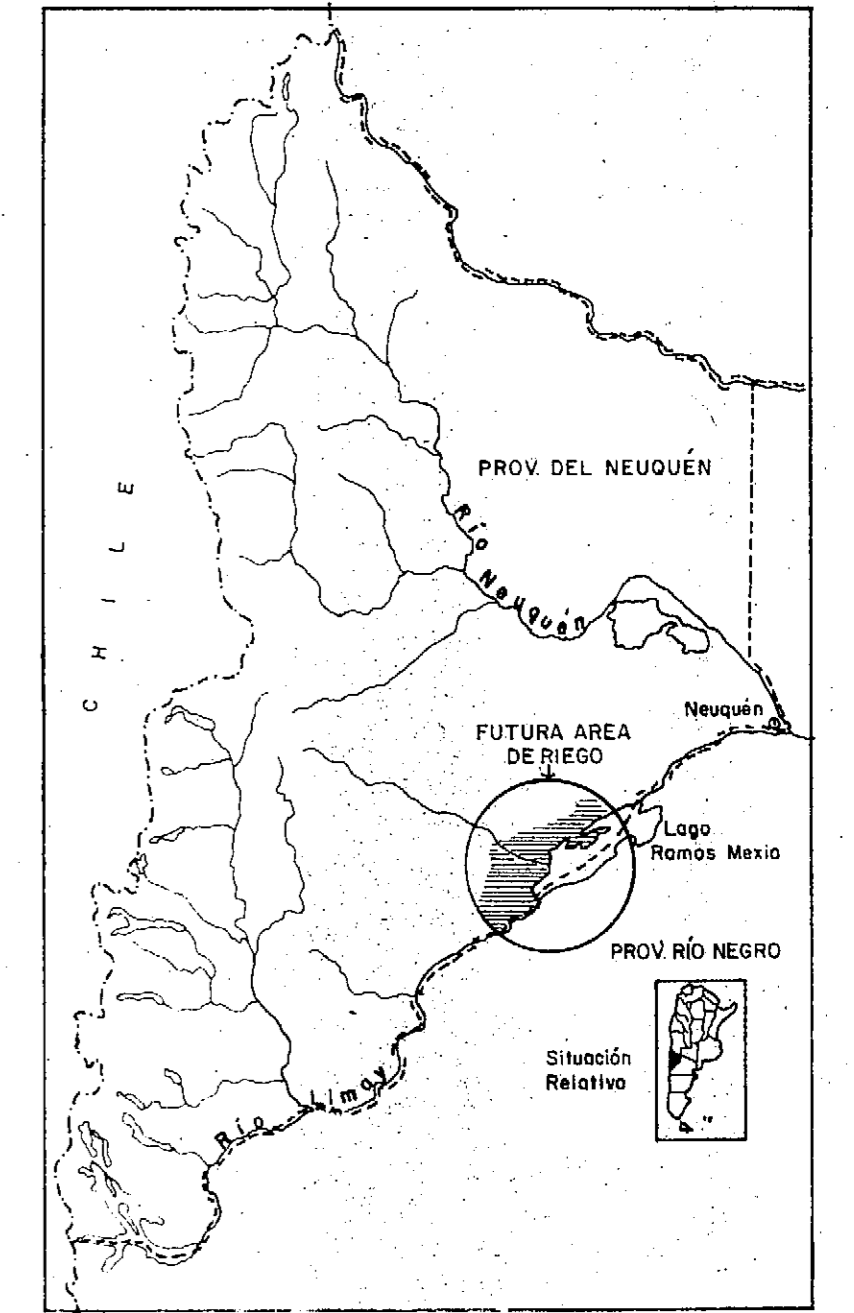 CHILE
PROV. DEL NEUQUÉN
Río Neuquén
Neuquén
FUTURA AREA
DE RIEGO
Lago
Ramos Mexia
PROV. RÍO NEGRO
Situación
Relativa
Río Limay